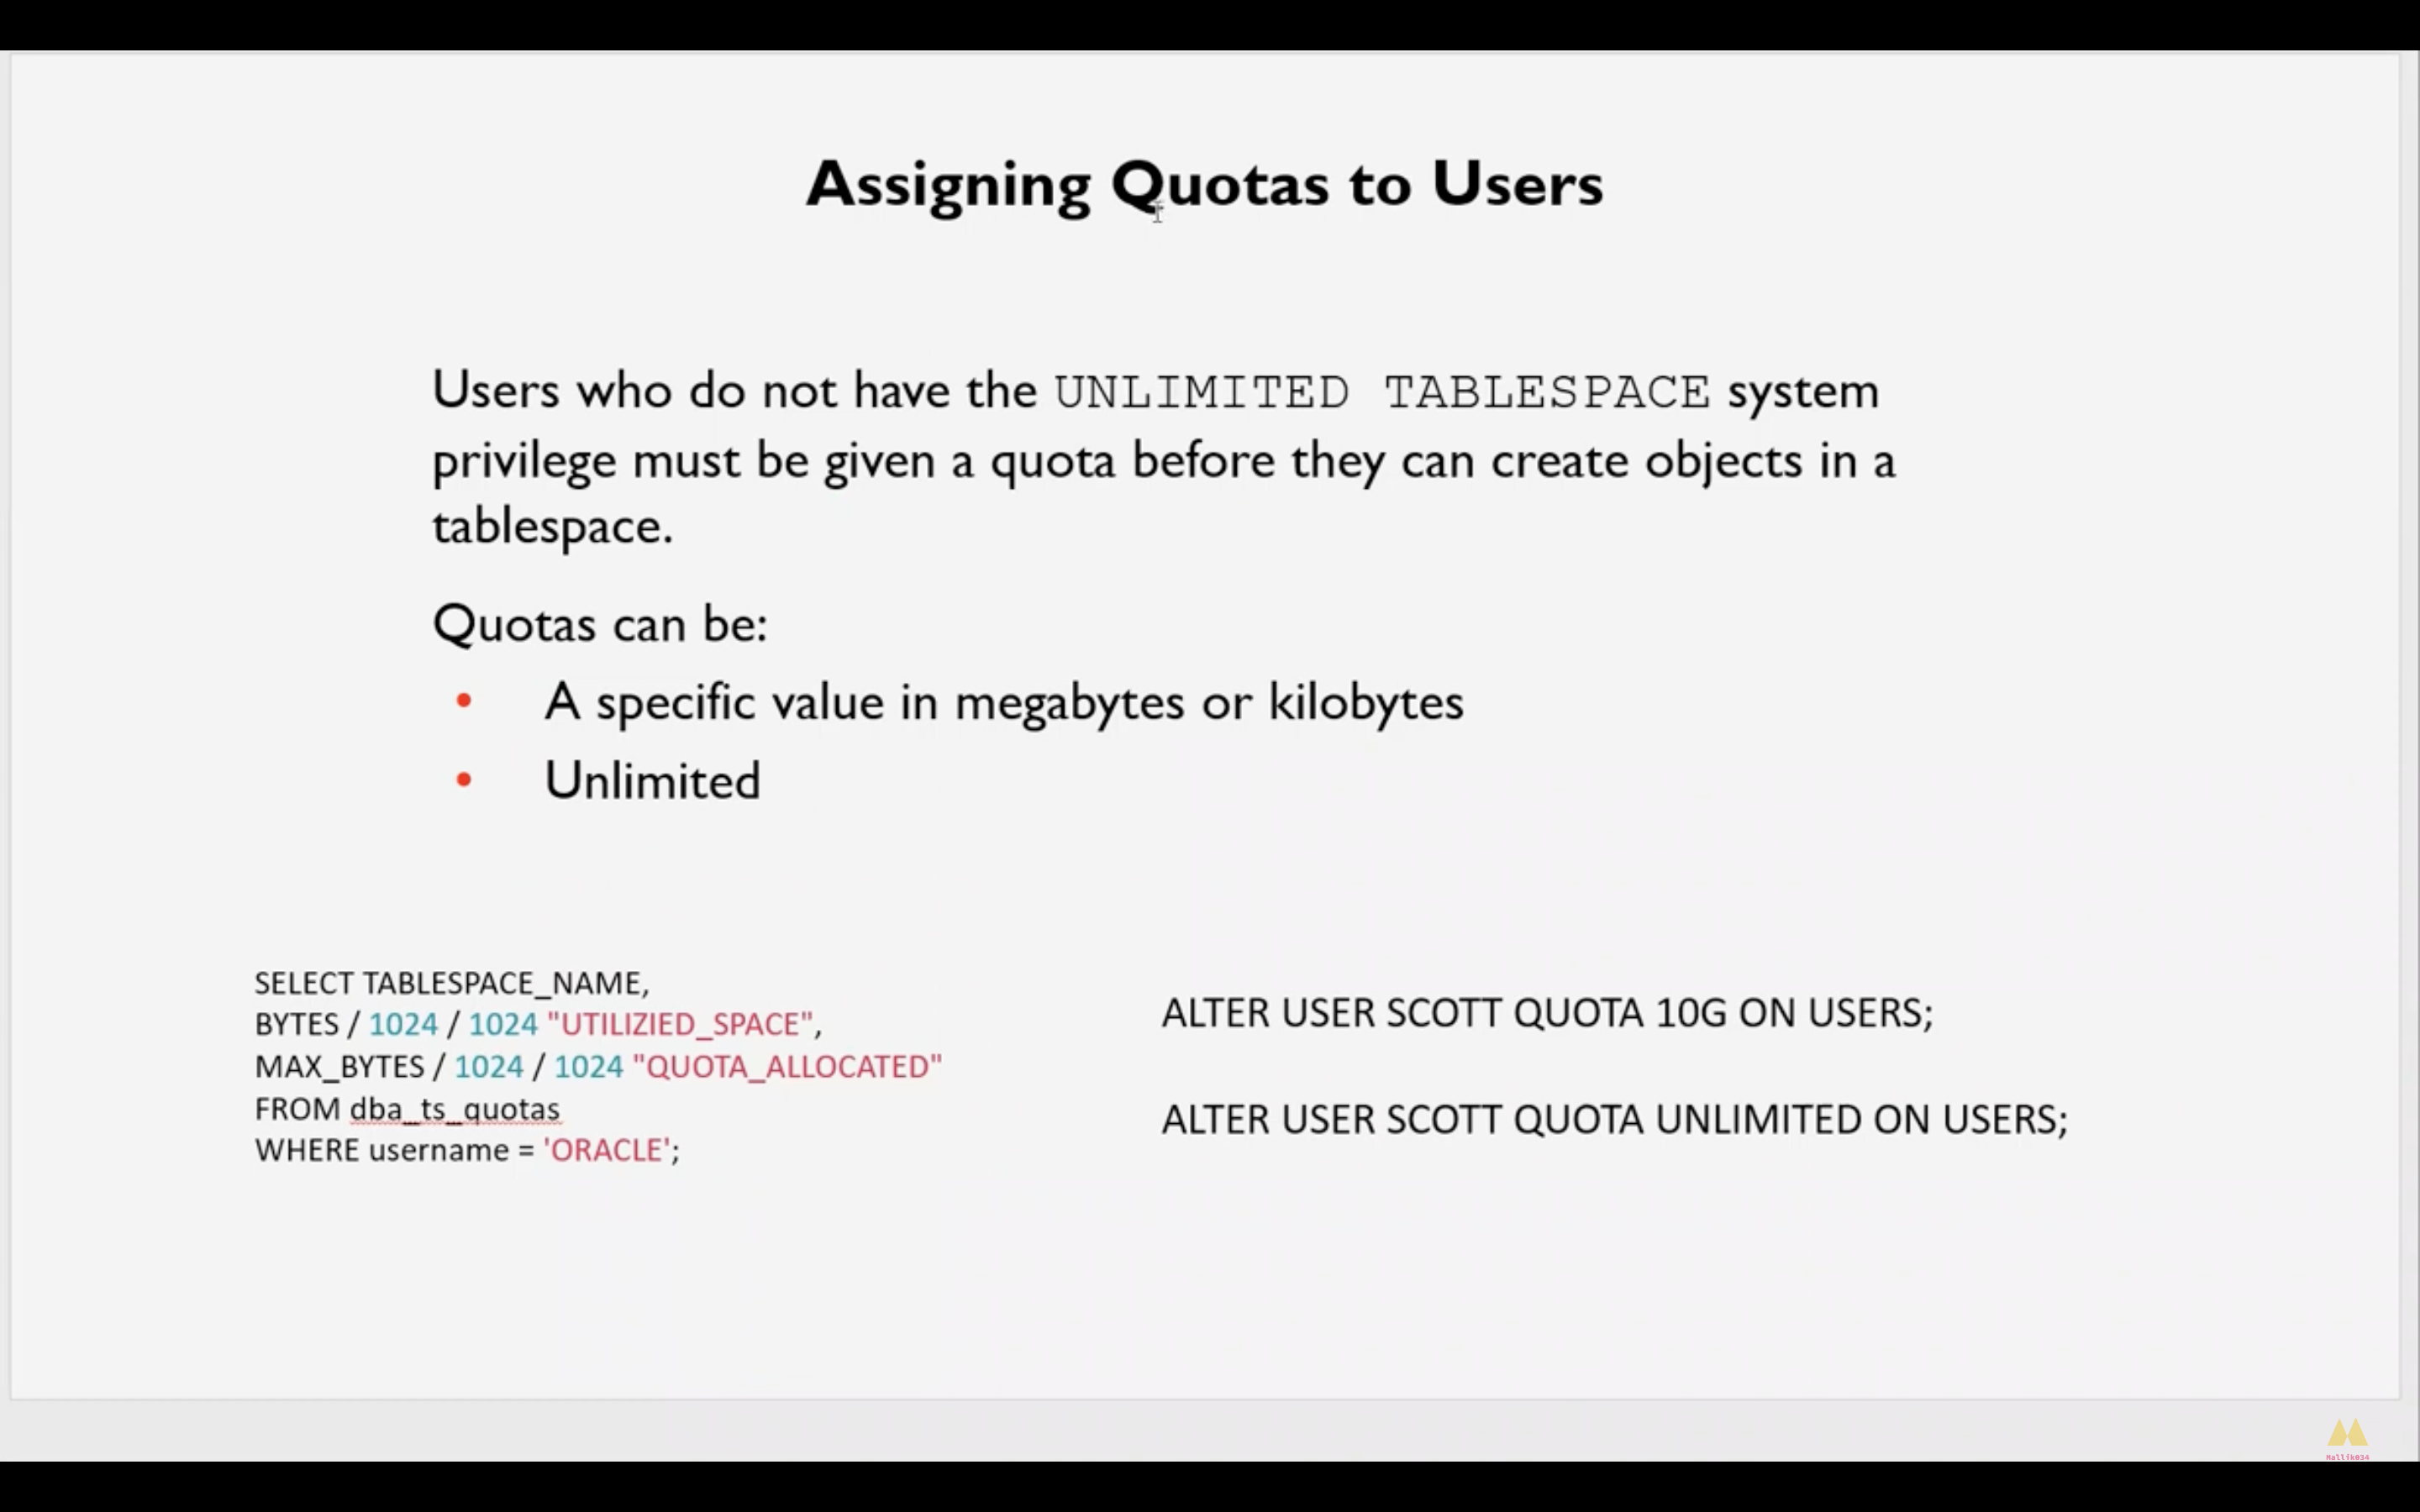 Assigning Quotas to Users
Users who do not have the UNLIMITED TABLESPACE system
privilege must be given a quota before they can create objects in a
tablespace.
Quotas can be:
• A specific value in megabytes or kilobytes
• Unlimited
SELECT TABLESPACE_NAME,
BYTES / 1024 / 1024 "UTILIZIED_SPACE",
MAX_BYTES / 1024 / 1024 "QUOTA_ALLOCATED"
FROM dba_ts_quotas
WHERE username = 'ORACLE';
ALTER USER SCOTT QUOTA 10G ON USERS;
ALTER USER SCOTT QUOTA UNLIMITED ON USERS;
Mallik034